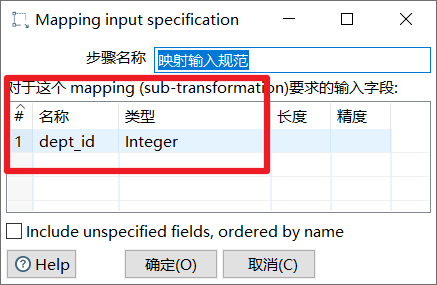 Mapping input specification
步骤名称 映射输入规范
对于这个 mapping (sub-transformation)要求的输入字段:
# 名称 类型 长度 精度
1 dept_id Integer
Include unspecified fields, ordered by name
Help 确定(O) 取消(C)